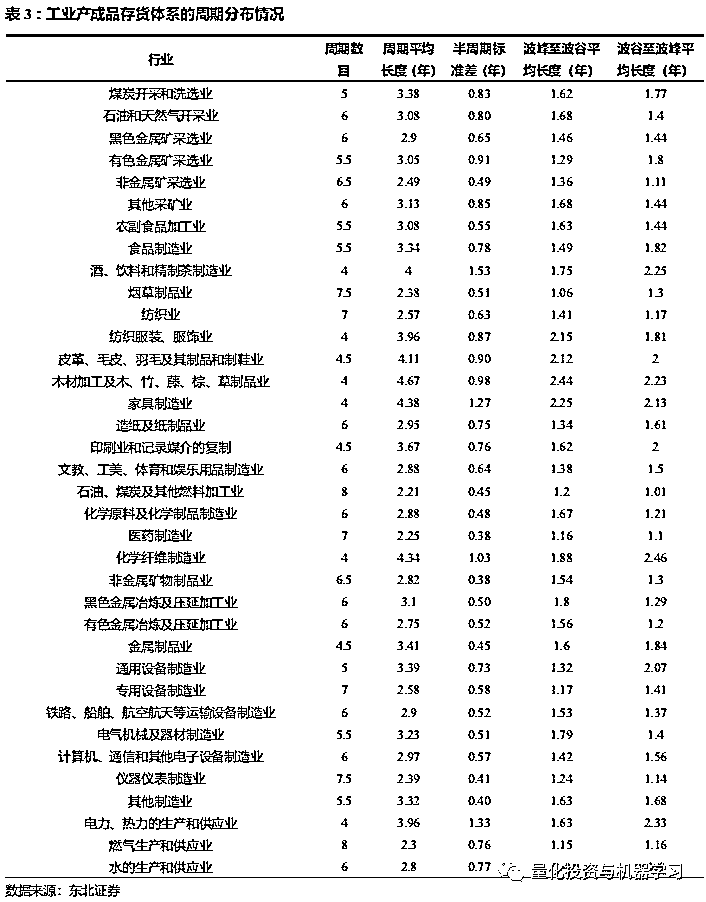 表 3：工业产成品存货体系的周期分布情况
行业 周期数目 周期平均长度（年） 半周期标准差（年） 波峰至波谷平均长度（年） 波谷至波峰平均长度（年）
煤炭开采和洗选业 5 3.38 0.83 1.62 1.77
石油和天然气开采业 6 3.08 0.80 1.68 1.4
黑色金属矿采选业 6 2.9 0.65 1.46 1.44
有色金属矿采选业 5.5 3.05 0.91 1.29 1.8
非金属矿采选业 6.5 2.49 0.49 1.36 1.11
其他采矿业 6 3.13 0.85 1.68 1.44
农副食品加工业 5.5 3.08 0.55 1.63 1.44
食品制造业 5.5 3.34 0.78 1.49 1.82
酒、饮料和精制茶制造业 4 4 1.53 1.75 2.25
烟草制品业 7.5 2.38 0.51 1.06 1.3
纺织业 7 2.57 0.63 1.41 1.17
纺织服装、服饰业 4 3.96 0.87 2.15 1.81
皮革、毛皮、羽毛及其制品和制鞋业 4.5 4.11 0.90 2.12 2
木材加工及木、竹、藤、棕、草制品业 4 4.67 0.98 2.44 2.23
家具制造业 4 4.38 1.27 2.25 2.13
造纸及纸制品业 6 2.95 0.75 1.34 1.61
印刷业和记录媒介的复制 4.5 3.67 0.76 1.62 2
文教、工美、体育和娱乐用品制造业 6 2.88 0.64 1.38 1.5
石油、煤炭及其他燃料加工业 8 2.21 0.45 1.2 1.01
化学原料及化学制品制造业 6 2.88 0.48 1.67 1.21
医药制造业 7 2.25 0.38 1.16 1.1
化学纤维制造业 4 4.34 1.03 1.88 2.46
非金属矿物制品业 6.5 2.82 0.38 1.54 1.3
黑色金属冶炼及压延加工业 6 3.1 0.50 1.8 1.29
有色金属冶炼及压延加工业 6 2.75 0.52 1.56 1.2
金属制品业 4.5 3.41 0.45 1.6 1.84
通用设备制造业 5 3.39 0.73 1.32 2.07
专用设备制造业 7 2.58 0.58 1.17 1.41
铁路、船舶、航空航天等运输设备制造业 6 2.9 0.52 1.53 1.37
电气机械及器材制造业 5.5 3.23 0.51 1.79 1.4
计算机、通信和其他电子设备制造业 6 2.97 0.57 1.42 1.56
仪器仪表制造业 7.5 2.39 0.41 1.24 1.14
其他制造业 5.5 3.32 0.40 1.63 1.68
电力、热力的生产和供应业 4 3.96 1.33 1.63 2.33
燃气生产和供应业 8 2.3 0.76 1.15 1.16
水的生产和供应业 6 2.8 0.77
量化投资与机器学习
数据来源：东北证券